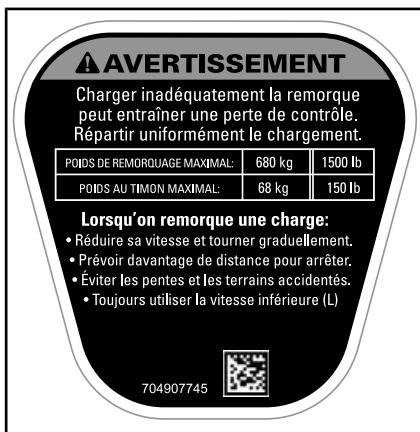 AVERTISSEMENT
Charger inadéquatement la remorque
peut entraîner une perte de contrôle.
Répartir uniformément le chargement.
POIDS DE REMORQUAGE MAXIMAL: 680 kg 1500 lb
POIDS AU TIMON MAXIMAL: 68 kg 150 lb
Lorsqu'on remorque une charge:
• Réduire sa vitesse et tourner graduellement.
• Prévoir davantage de distance pour arrêter.
• Éviter les pentes et les terrains accidentés.
• Toujours utiliser la vitesse inférieure (L)
704907745